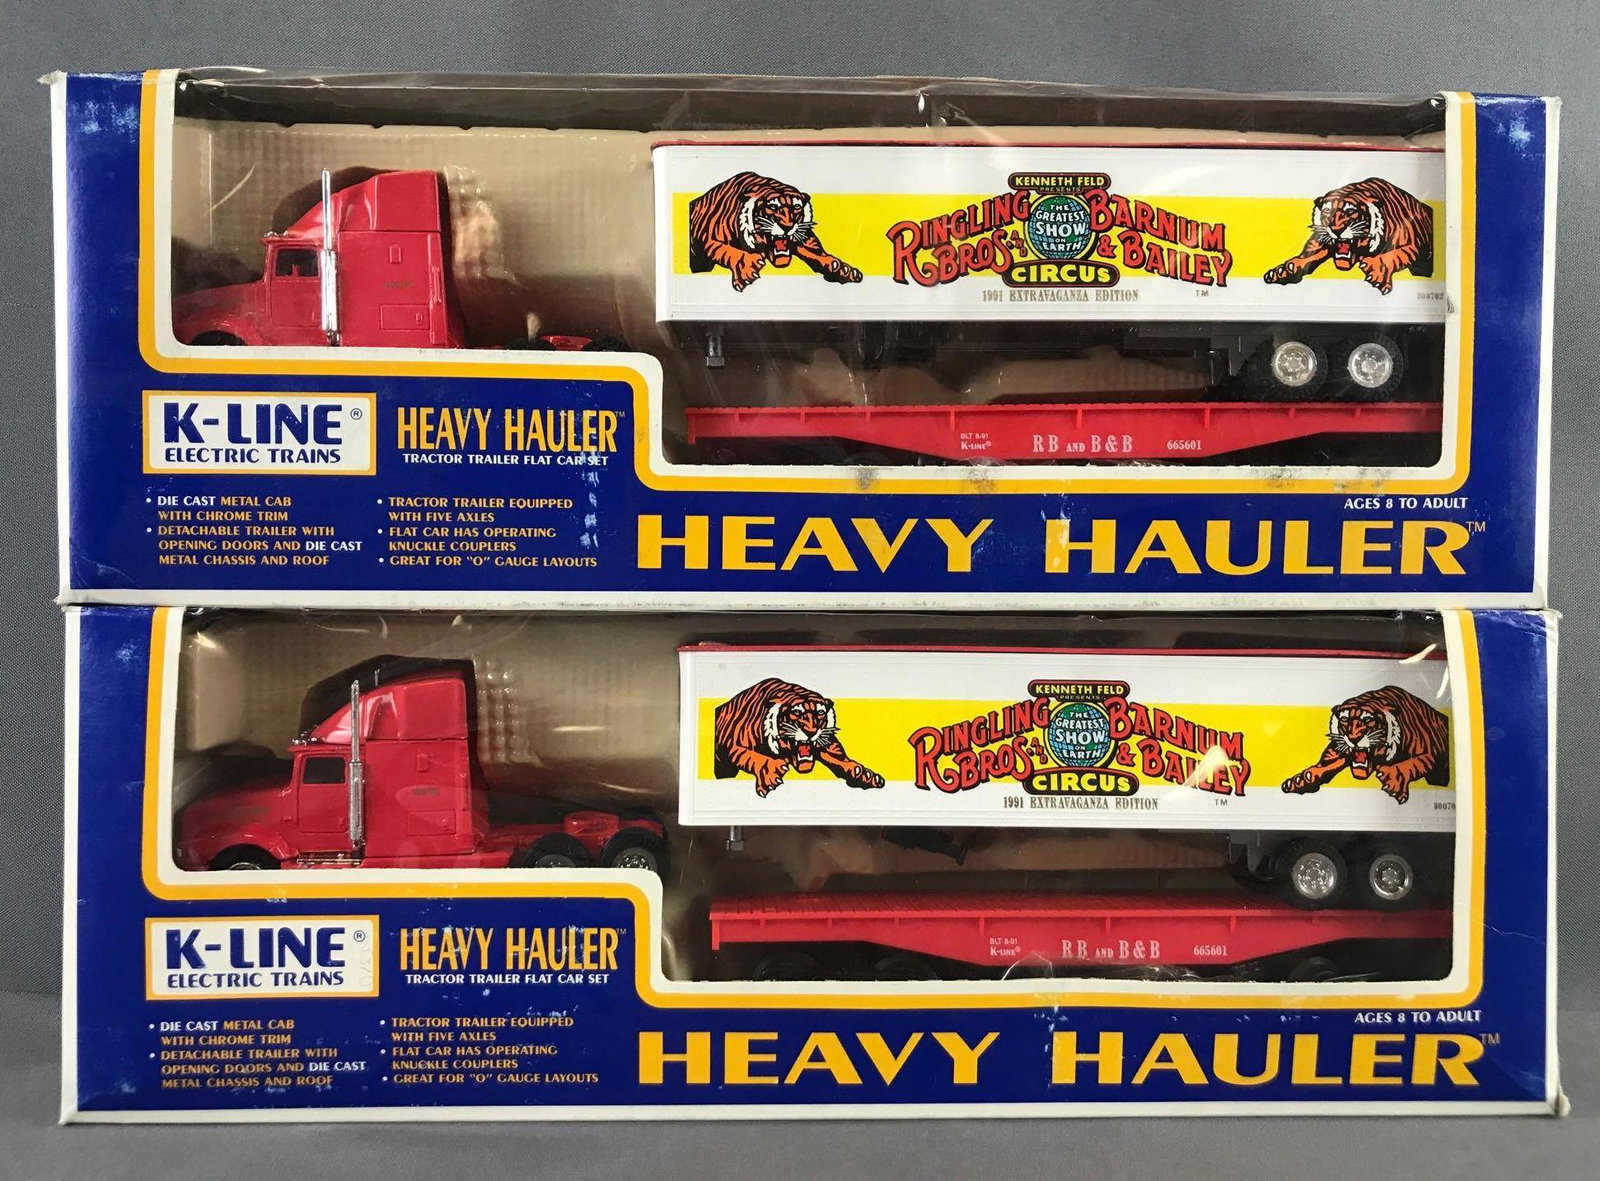 KENNETH FELD
PRESENTS
RINGLING BROS. AND BARNUM & BAILEY
THE GREATEST SHOW ON EARTH
CIRCUS
1991 EXTRAVAGANZA EDITION ™
800702
BLT 8-91
K-LINE® RB AND B&B 665601
K-LINE®
ELECTRIC TRAINS
HEAVY HAULER™
TRACTOR TRAILER FLAT CAR SET
• DIE CAST METAL CAB
WITH CHROME TRIM
• DETACHABLE TRAILER WITH
OPENING DOORS AND DIE CAST
METAL CHASSIS AND ROOF
• TRACTOR TRAILER EQUIPPED
WITH FIVE AXLES
• FLAT CAR HAS OPERATING
KNUCKLE COUPLERS
• GREAT FOR "O" GAUGE LAYOUTS
AGES 8 TO ADULT
HEAVY HAULER™
KENNETH FELD
PRESENTS
RINGLING BROS. AND BARNUM & BAILEY
THE GREATEST SHOW ON EARTH
CIRCUS
1991 EXTRAVAGANZA EDITION ™
80070
BLT 8-91
K-LINE® RB AND B&B 665601
K-LINE®
ELECTRIC TRAINS
HEAVY HAULER™
TRACTOR TRAILER FLAT CAR SET
• DIE CAST METAL CAB
WITH CHROME TRIM
• DETACHABLE TRAILER WITH
OPENING DOORS AND DIE CAST
METAL CHASSIS AND ROOF
• TRACTOR TRAILER EQUIPPED
WITH FIVE AXLES
• FLAT CAR HAS OPERATING
KNUCKLE COUPLERS
• GREAT FOR "O" GAUGE LAYOUTS
AGES 8 TO ADULT
HEAVY HAULER™